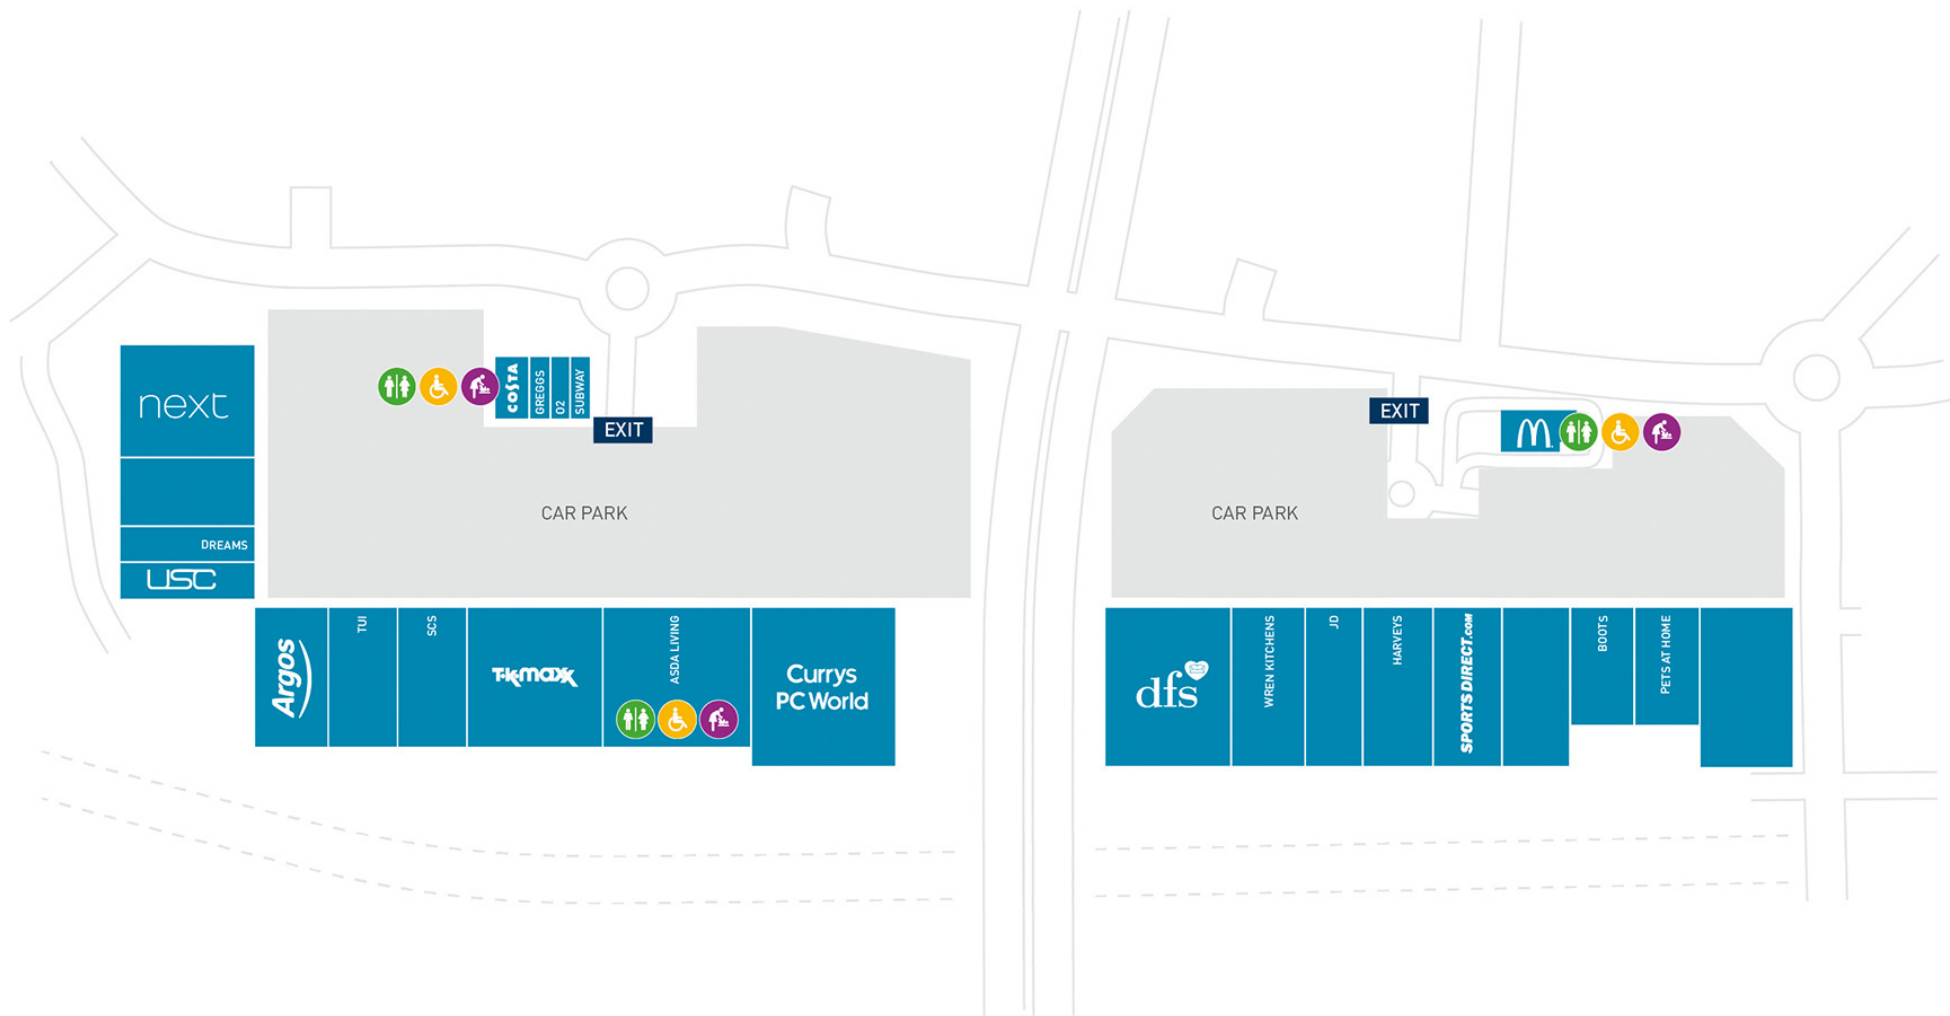 next
DREAMS
USC
COSTA
GREGGS
O2
SUBWAY
EXIT
CAR PARK
Argos
TUI
SCS
T·K·maxx
ASDA LIVING
Currys
PC World
EXIT
M
CAR PARK
dfs
WREN KITCHENS
JD
HARVEYS
SPORTS DIRECT.COM
BOOTS
PETS AT HOME